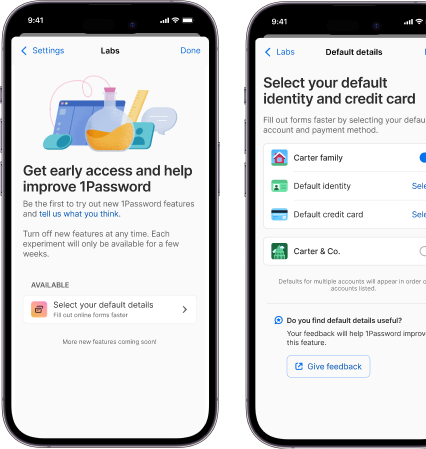 9:41
Settings
Labs
Done
Get early access and help
improve 1Password
Be the first to try out new 1Password features
and tell us what you think.
Turn off new features at any time. Each
experiment will only be available for a few
weeks.
AVAILABLE
Select your default details
Fill out online forms faster
More new features coming soon!
9:41
Labs
Default details
Select your default
identity and credit card
Fill out forms faster by selecting your defau
account and payment method.
Carter family
Default identity
Sele
Default credit card
Sele
Carter & Co.
Defaults for multiple accounts will appear in order o
accounts listed.
Do you find default details useful?
Your feedback will help 1Password improv
this feature.
Give feedback